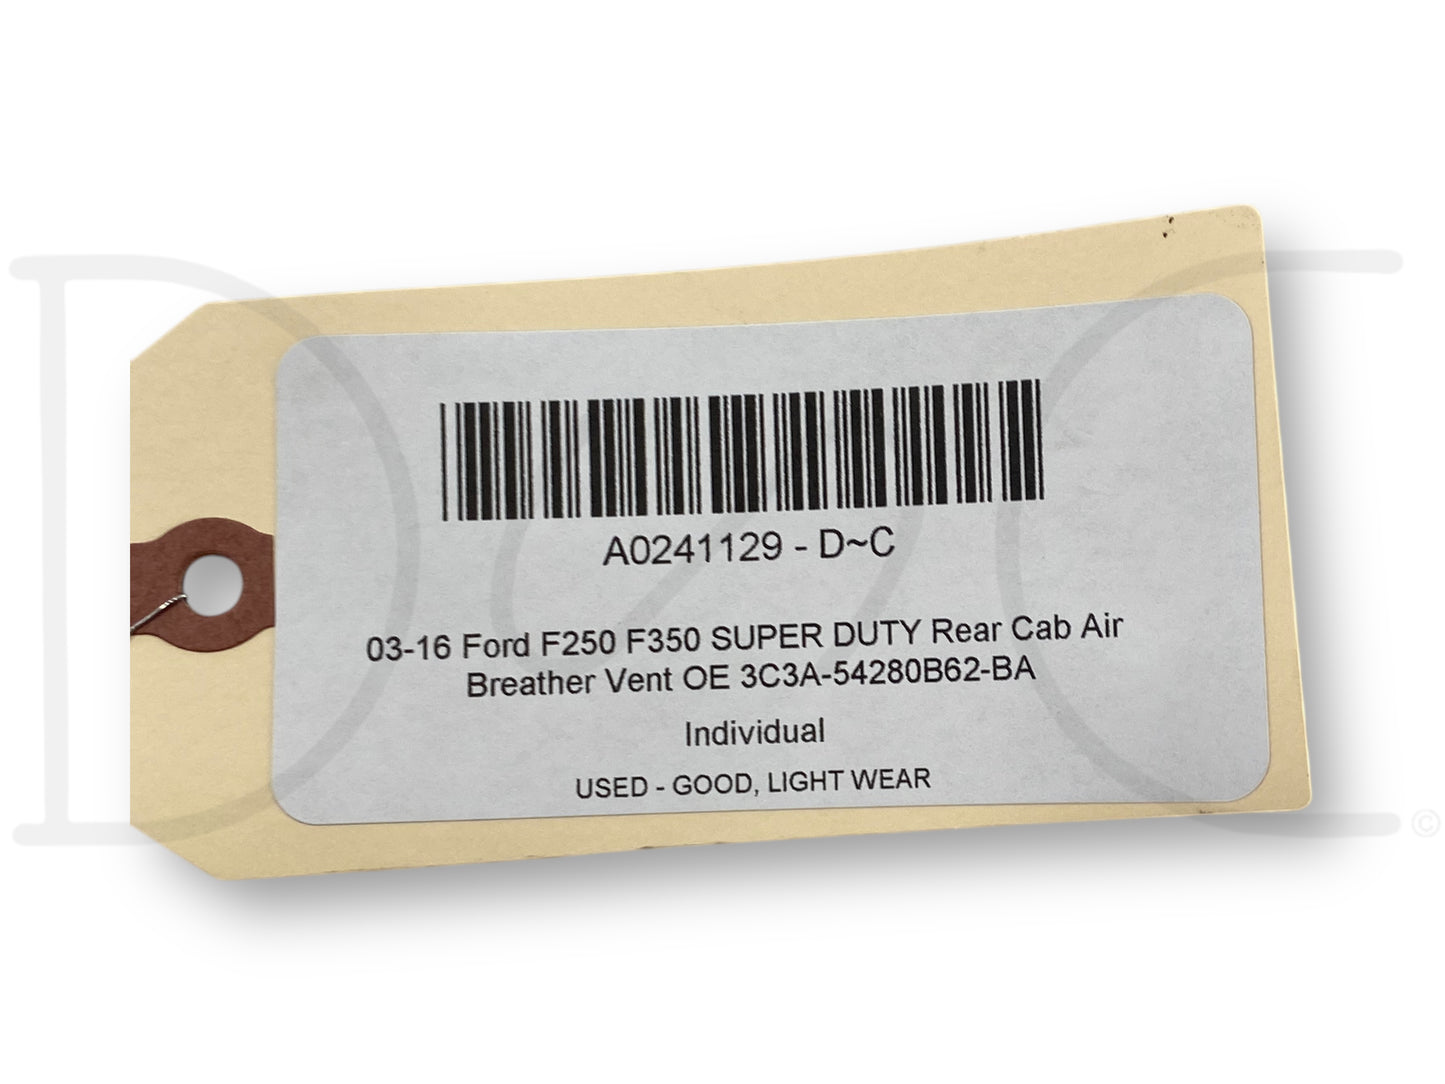 A0241129 - D~C
03-16 Ford F250 F350 SUPER DUTY Rear Cab Air
Breather Vent OE 3C3A-54280B62-BA
Individual
USED - GOOD, LIGHT WEAR
D~C
©